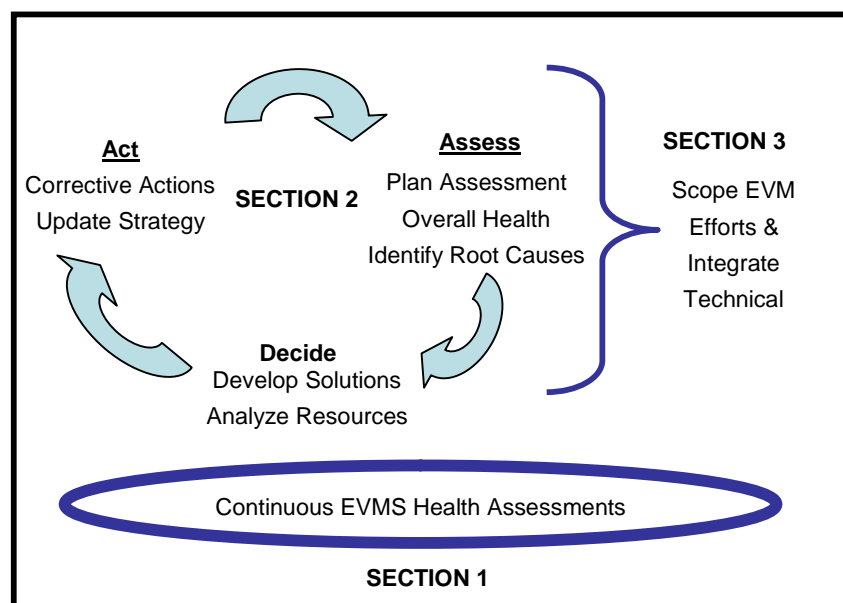 Act
Corrective Actions
Update Strategy
SECTION 2
Assess
Plan Assessment
Overall Health
Identify Root Causes
Decide
Develop Solutions
Analyze Resources
SECTION 3
Scope EVM
Efforts &
Integrate
Technical
Continuous EVMS Health Assessments
SECTION 1